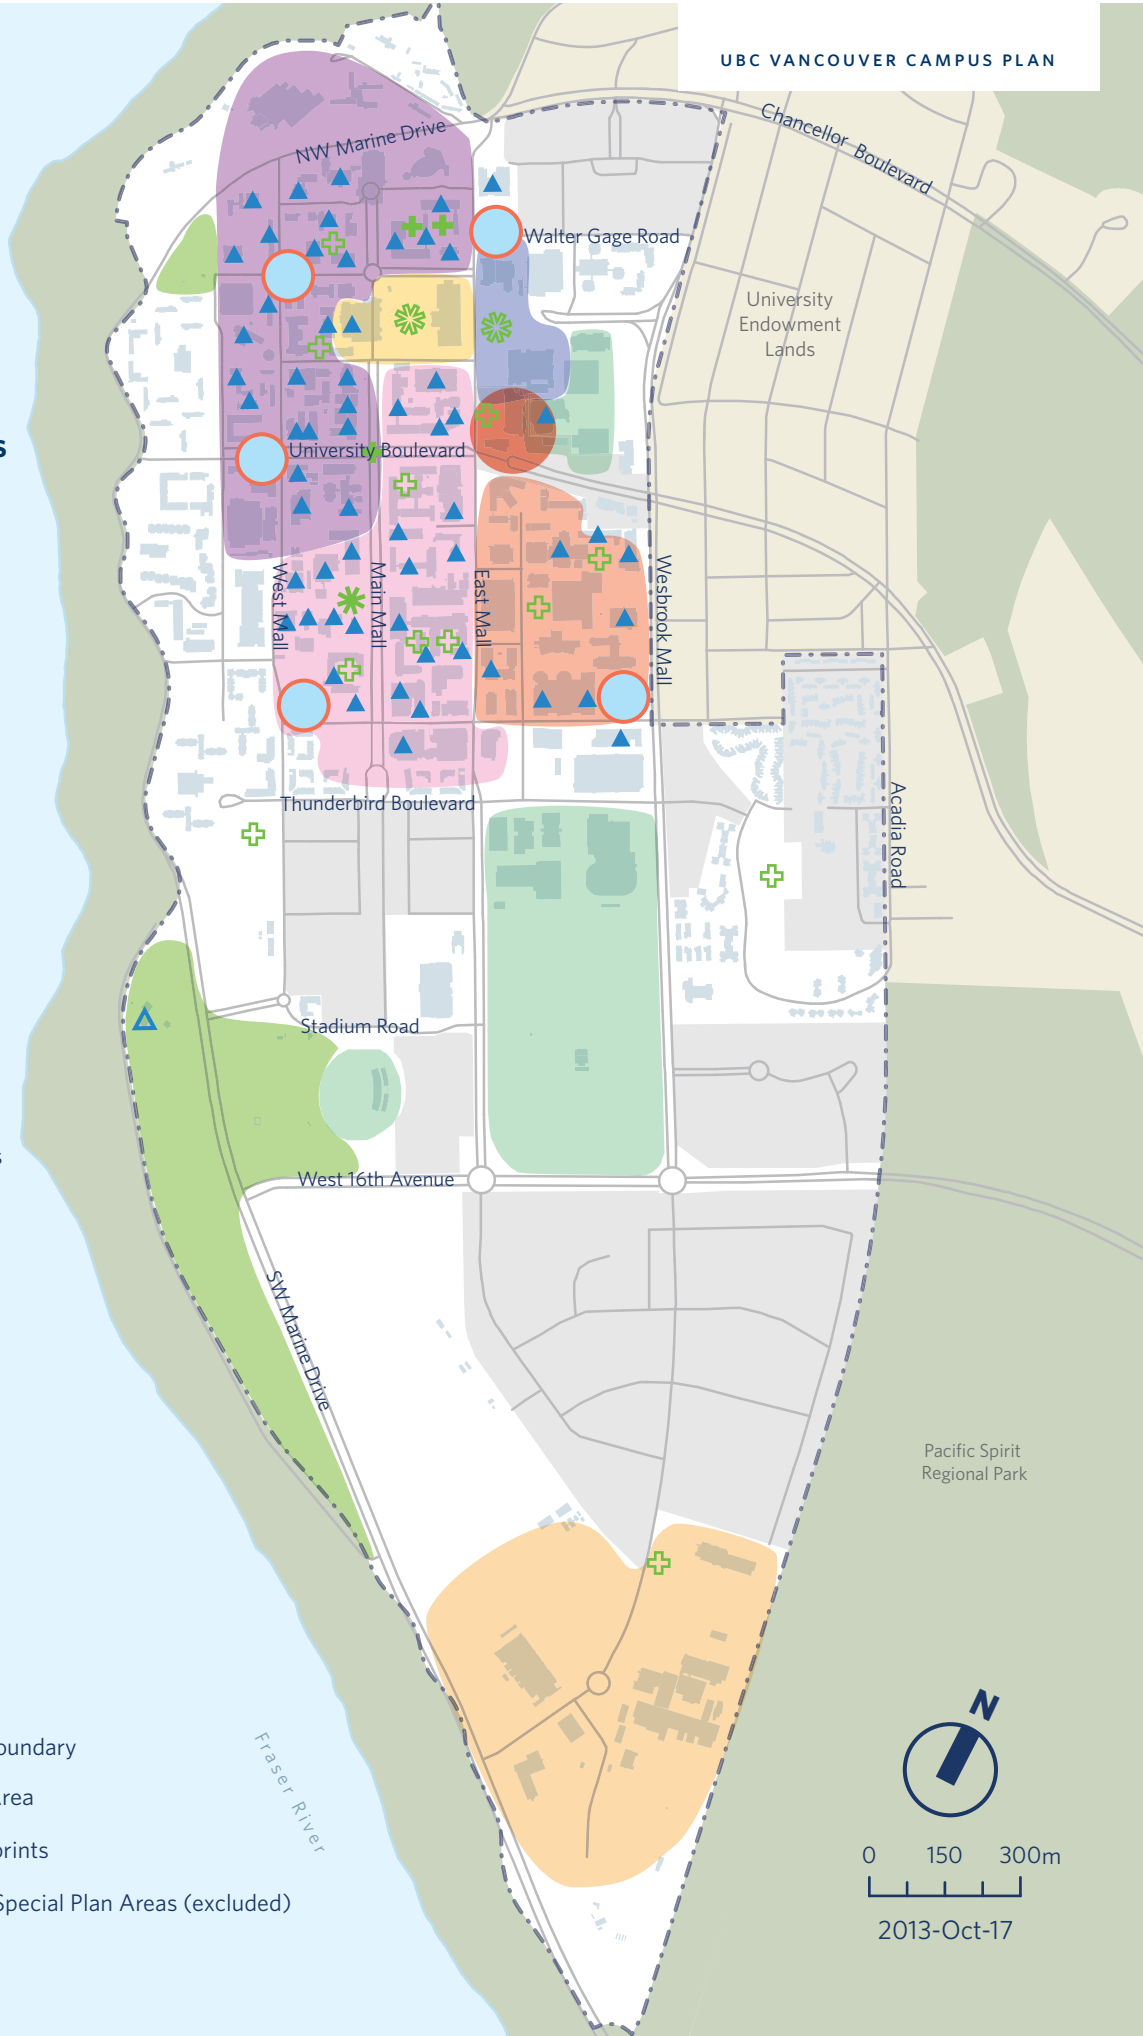 UBC VANCOUVER CAMPUS PLAN
Chancellor Boulevard
NW Marine Drive
Walter Gage Road
University
Endowment
Lands
s
University Boulevard
West Mall
Main Mall
East Mall
Wesbrook Mall
Thunderbird Boulevard
Acadia Road
Stadium Road
s
West 16th Avenue
SW Marine Drive
Pacific Spirit
Regional Park
N
Fraser River
oundary
rea
prints
Special Plan Areas (excluded)
0 150 300m
2013-Oct-17